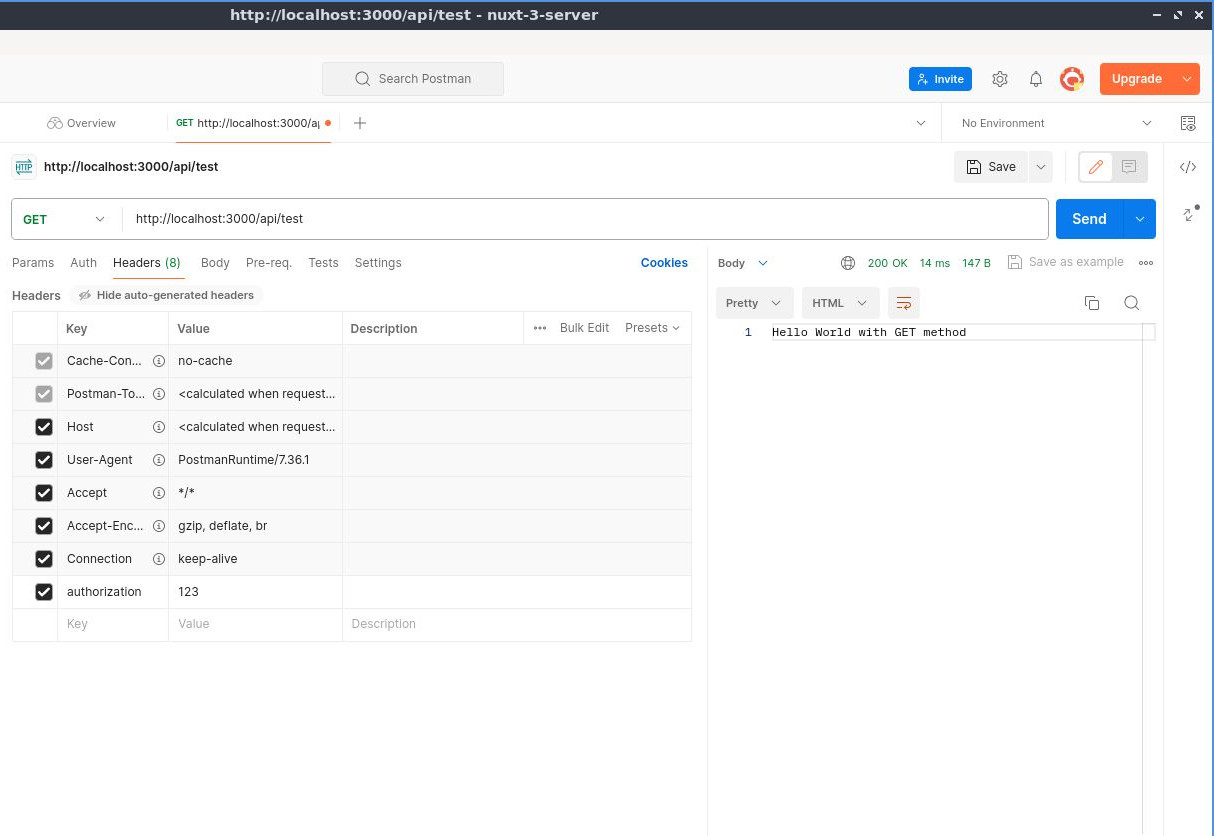 http://localhost:3000/api/test - nuxt-3-server
Search Postman
Invite
Upgrade
Overview
GET http://localhost:3000/ap
No Environment
HTTP http://localhost:3000/api/test
Save
GET http://localhost:3000/api/test
Send
Params Auth Headers (8) Body Pre-req. Tests Settings Cookies
Body 200 OK 14 ms 147 B Save as example
Headers Hide auto-generated headers
Pretty HTML
Key Value Description Bulk Edit Presets
1 Hello World with GET method
Cache-Con... no-cache
Postman-To... <calculated when request...
Host <calculated when request...
User-Agent PostmanRuntime/7.36.1
Accept */*
Accept-Enc... gzip, deflate, br
Connection keep-alive
authorization 123
Key Value Description